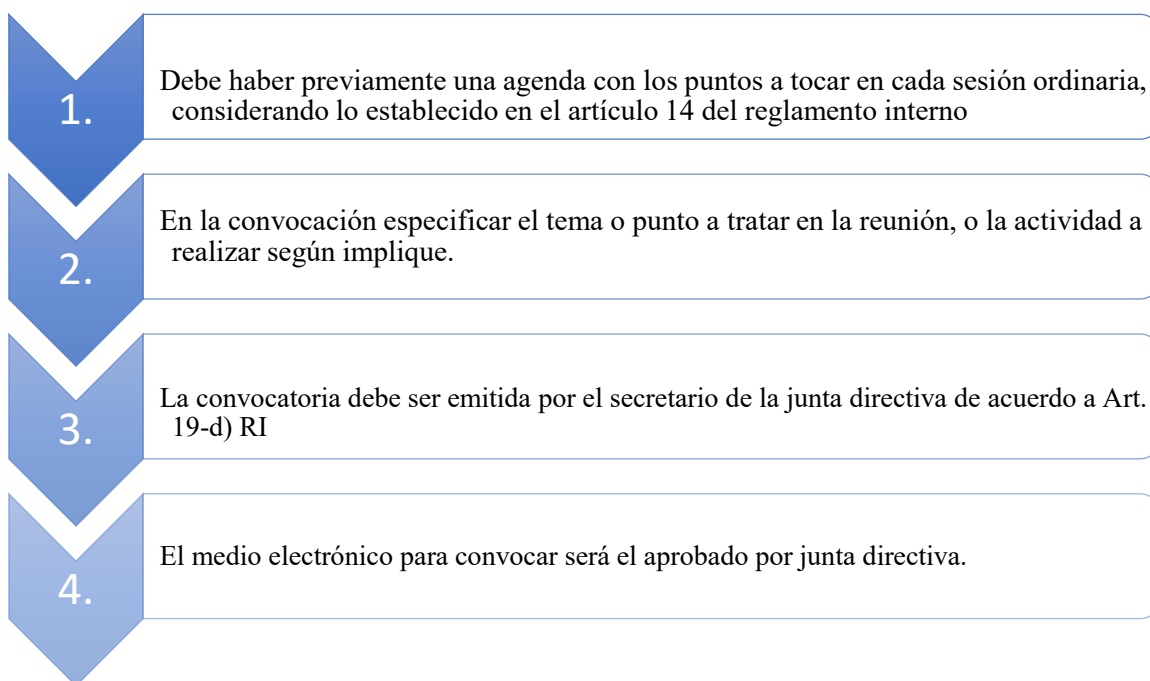 1.
Debe haber previamente una agenda con los puntos a tocar en cada sesión ordinaria,
considerando lo establecido en el artículo 14 del reglamento interno
2.
En la convocación especificar el tema o punto a tratar en la reunión, o la actividad a
realizar según implique.
3.
La convocatoria debe ser emitida por el secretario de la junta directiva de acuerdo a Art.
19-d) RI
4.
El medio electrónico para convocar será el aprobado por junta directiva.